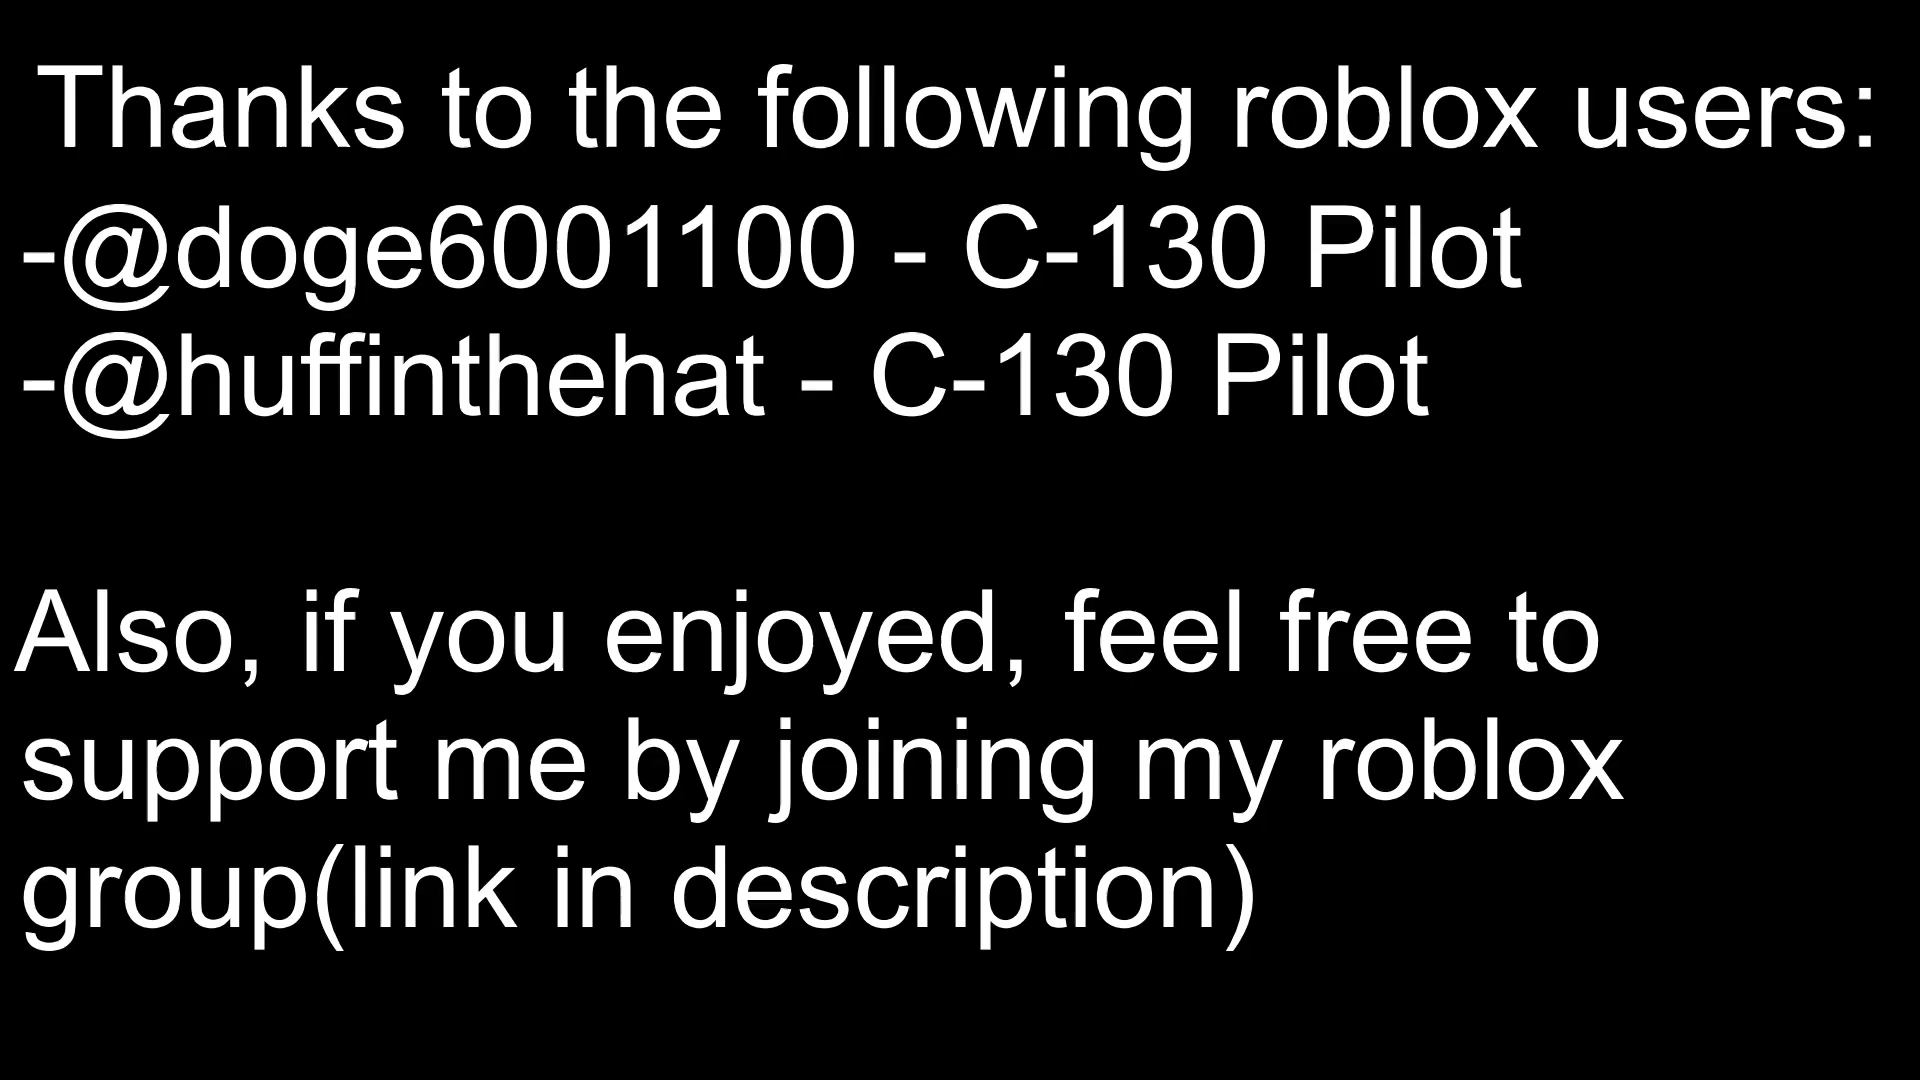 Thanks to the following roblox users:
-@doge6001100 - C-130 Pilot
-@huffinthehat - C-130 Pilot
Also, if you enjoyed, feel free to
support me by joining my roblox
group(link in description)